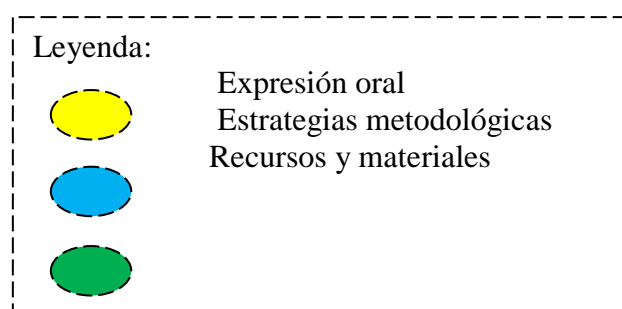 Leyenda:
Expresión oral
Estrategias metodológicas
Recursos y materiales